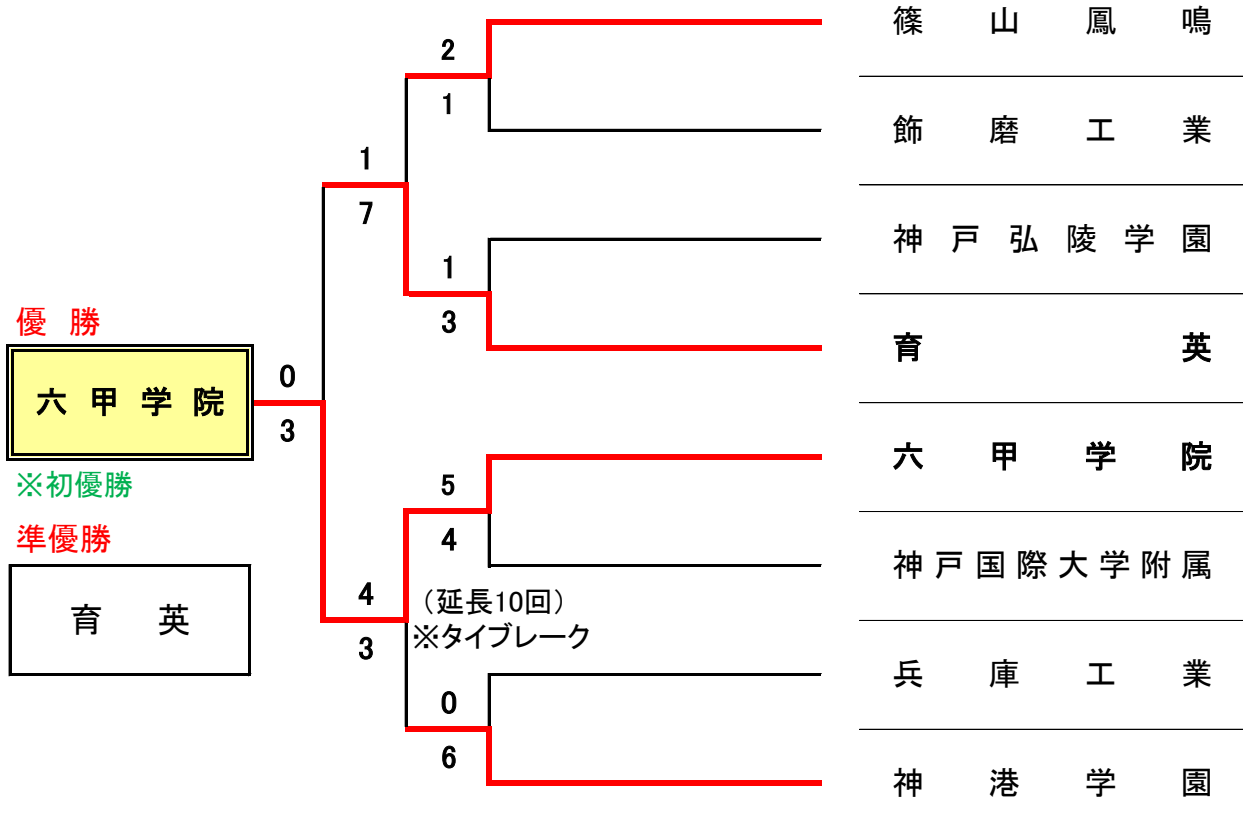 篠山鳳鳴
2
1
飾磨工業
1
7
神戸弘陵学園
1
3
優勝
育英
六甲学院
0
3
六甲学院
※初優勝
5
4
準優勝
神戸国際大学附属
育英
4
3
（延長10回）
※タイブレーク
兵庫工業
0
6
神港学園